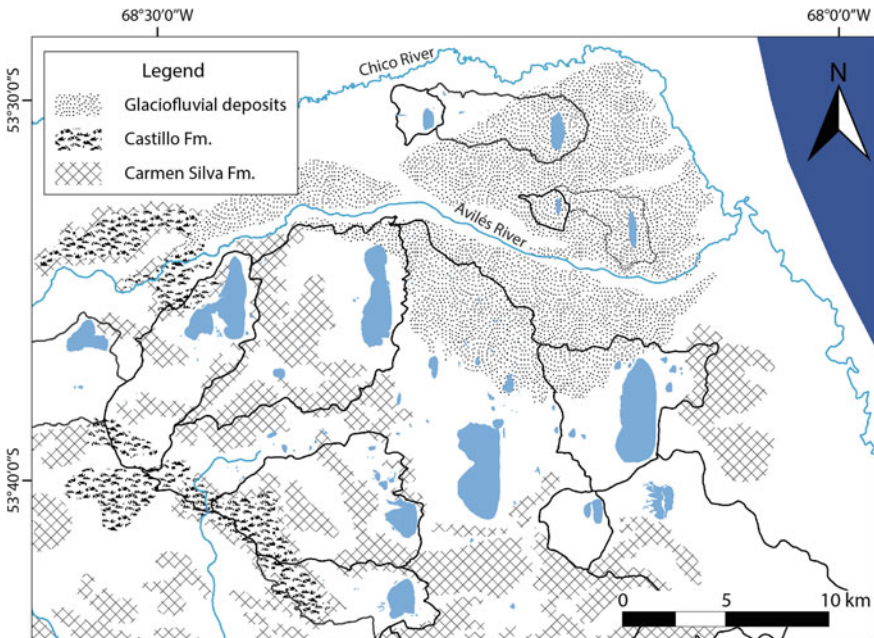 68°30'0"W
68°0'0"W
Legend
Glaciofluvial deposits
Castillo Fm.
Carmen Silva Fm.
Chico River
N
53°30'0"S
Avilés River
53°40'0"S
0 5 10 km